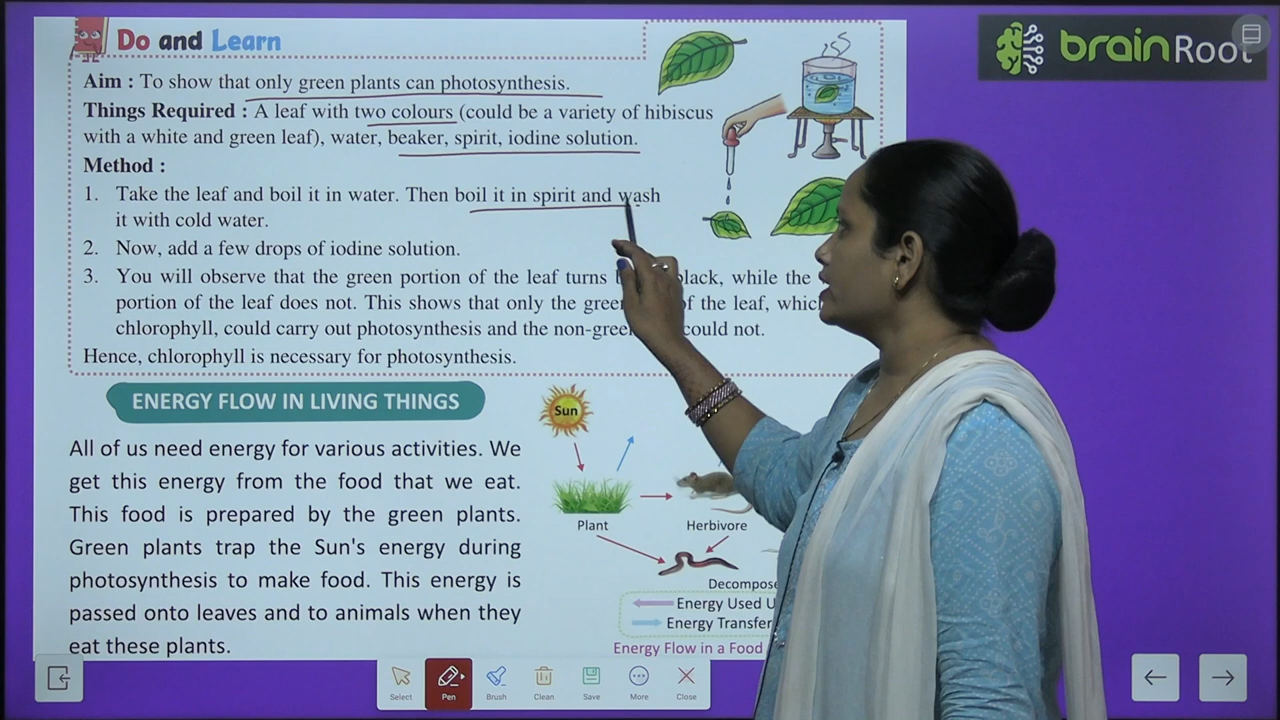 Do and Learn
brainRoot
Aim : To show that only green plants can photosynthesis.
Things Required : A leaf with two colours (could be a variety of hibiscus
with a white and green leaf), water, beaker, spirit, iodine solution.
Method :
1. Take the leaf and boil it in water. Then boil it in spirit and wash
it with cold water.
2. Now, add a few drops of iodine solution.
3. You will observe that the green portion of the leaf turns black, while the
portion of the leaf does not. This shows that only the green of the leaf, which
chlorophyll, could carry out photosynthesis and the non-green could not.
Hence, chlorophyll is necessary for photosynthesis.
ENERGY FLOW IN LIVING THINGS
All of us need energy for various activities. We
get this energy from the food that we eat.
This food is prepared by the green plants.
Green plants trap the Sun's energy during
photosynthesis to make food. This energy is
passed onto leaves and to animals when they
eat these plants.
Sun
Plant
Herbivore
Decompose
Energy Used U
Energy Transfer
Energy Flow in a Food
Select
Pen
Brush
Clean
Save
More
Close